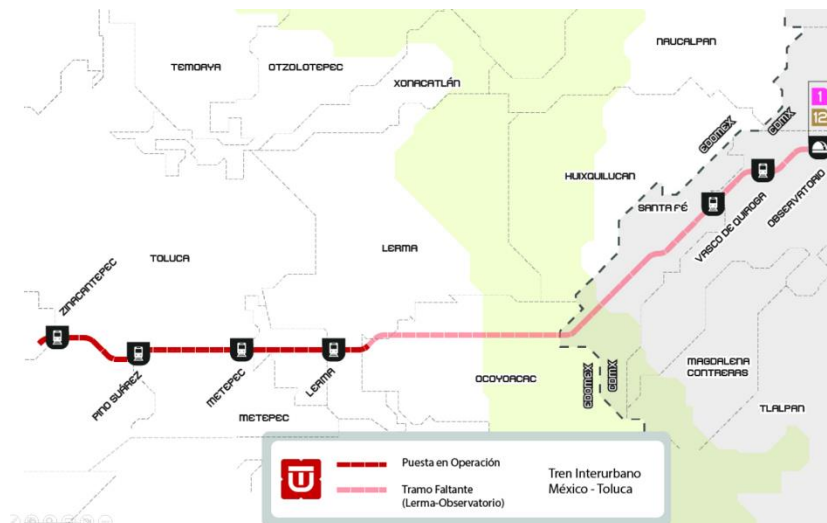 NAUCALPAN
TEMOAYA
OTZOLOTEPEC
XONACATLÁN
1
12
EDOMEX
CDMX
HUIXQUILUCAN
SANTA FÉ
VASCO DE QUIROGA
OBSERVATORIO
LERMA
TOLUCA
ZINACANTEPEC
PINO SUÁREZ
METEPEC
LERMA
OCOYOACAC
EDOMEX
CDMX
MAGDALENA
CONTRERAS
TLALPAN
METEPEC
Puesta en Operación
Tramo Faltante
(Lerma-Observatorio)
Tren Interurbano
México - Toluca